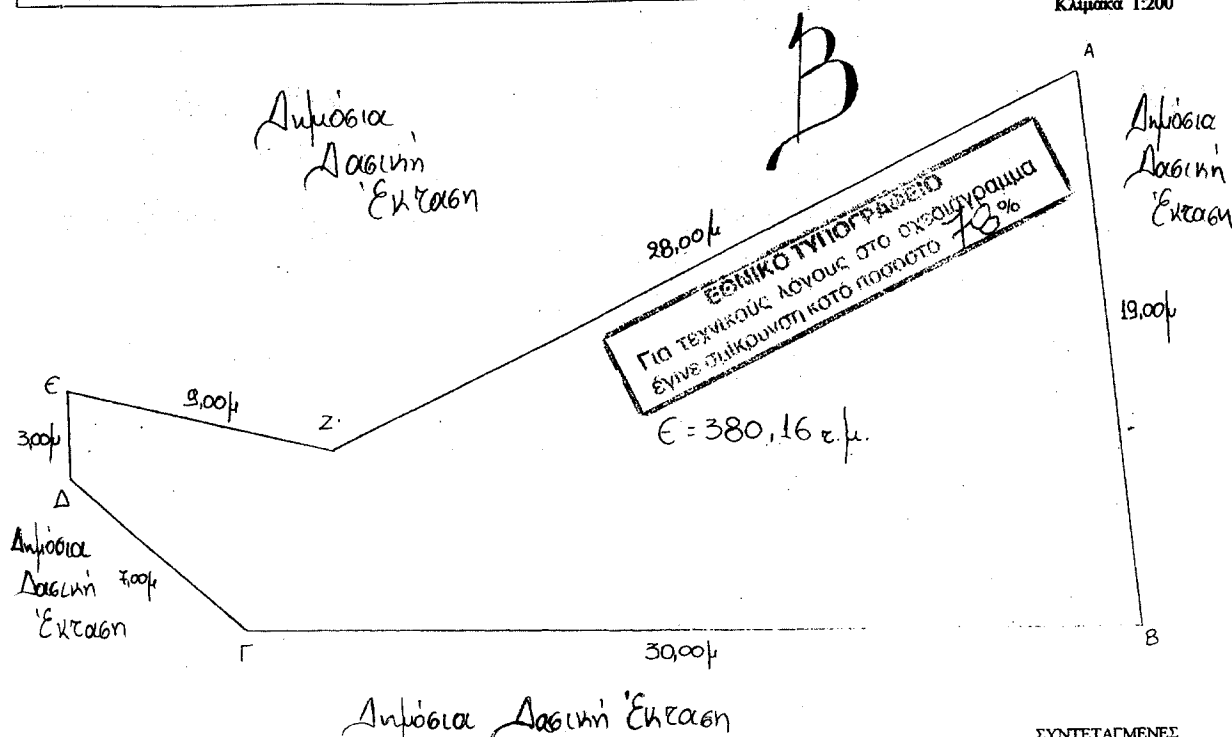 Κλίμακα 1:200
Β
Α
Δημόσια
Δασική
Έκταση
Δημόσια
Δασική
Έκταση
28,00μ
ΕΘΝΙΚΟ ΤΥΠΟΓΡΑΦΕΙΟ
Για τεχνικούς λόγους στο σχεδιάγραμμα
έγινε σμίκρυνση κατά ποσοστό 78%
19,00μ
Ε
9,00μ
Ζ
3,00μ
Ε = 380,16 τ.μ.
Δ
Δημόσια
Δασική
Έκταση
7,00μ
Γ
30,00μ
Β
Δημόσια Δασική Έκταση
ΣΥΝΤΕΤΑΓΜΕΝΕΣ